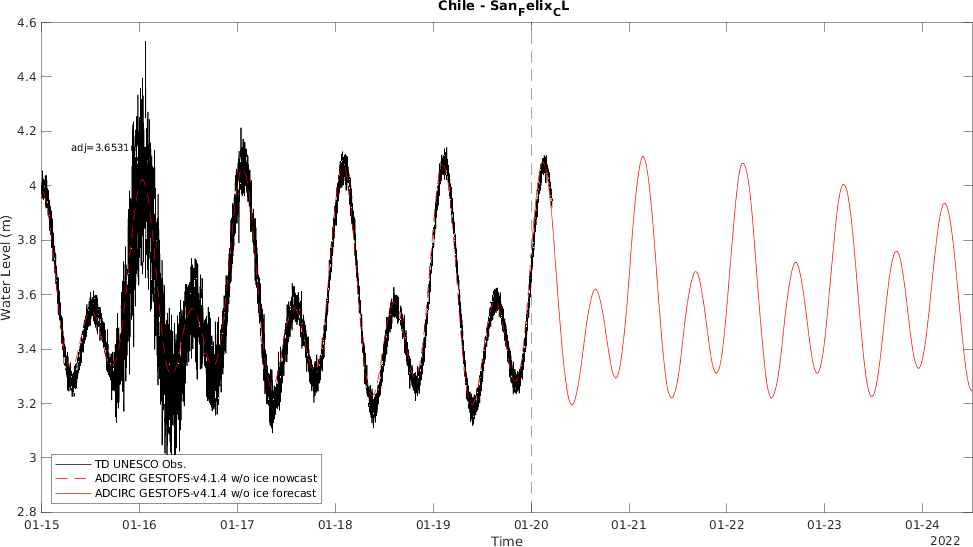 Chile - SanFelixCL
4.6
4.4
4.2
4
3.8
3.6
3.4
3.2
3
2.8
Water Level (m)
adj=3.6531
TD UNESCO Obs.
ADCIRC GESTOFS-v4.1.4 w/o ice nowcast
ADCIRC GESTOFS-v4.1.4 w/o ice forecast
01-15 01-16 01-17 01-18 01-19 01-20 01-21 01-22 01-23 01-24
Time
2022